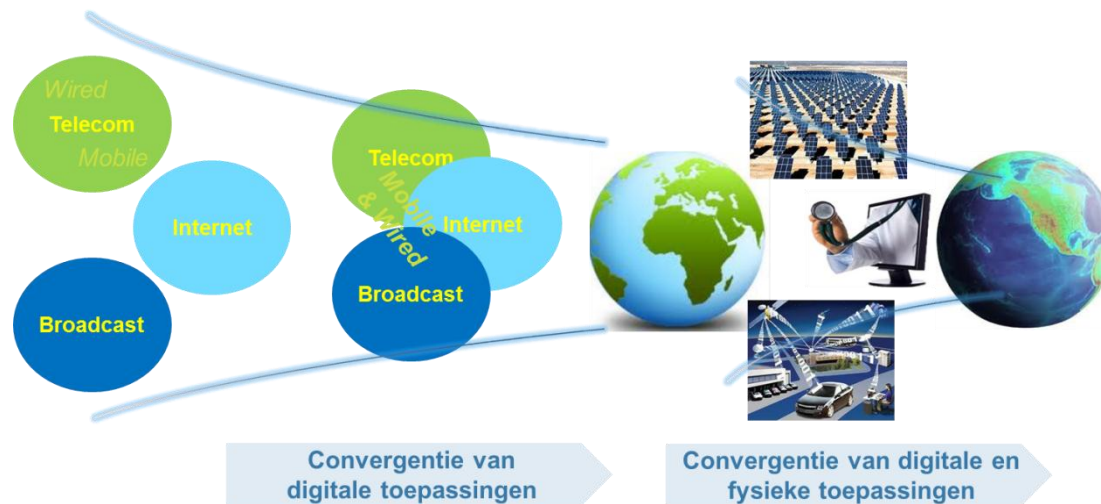 Wired
Telecom
Mobile
Internet
Broadcast
Telecom
Mobile
& Wired
Internet
Broadcast
Convergentie van
digitale toepassingen
Convergentie van digitale en
fysieke toepassingen